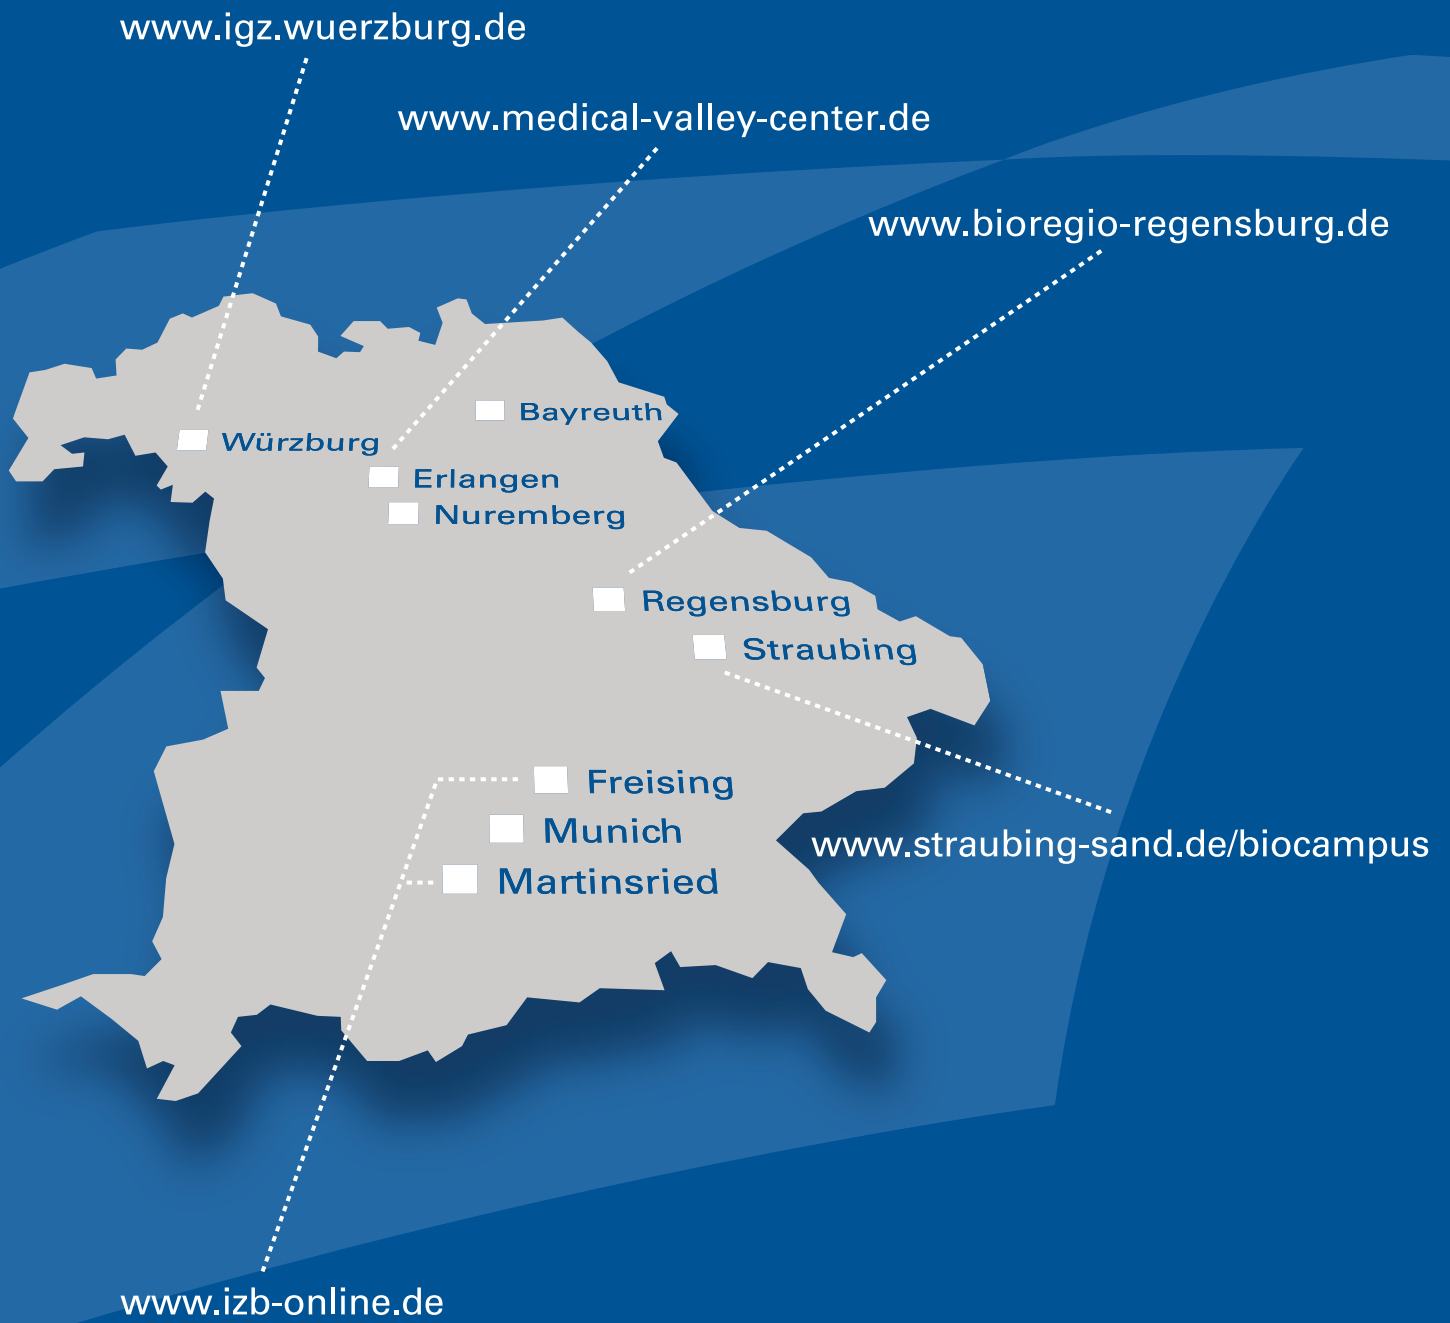 www.igz.wuerzburg.de
www.medical-valley-center.de
www.bioregio-regensburg.de
Bayreuth
Würzburg
Erlangen
Nuremberg
Regensburg
Straubing
Freising
Munich
www.straubing-sand.de/biocampus
Martinsried
www.izb-online.de